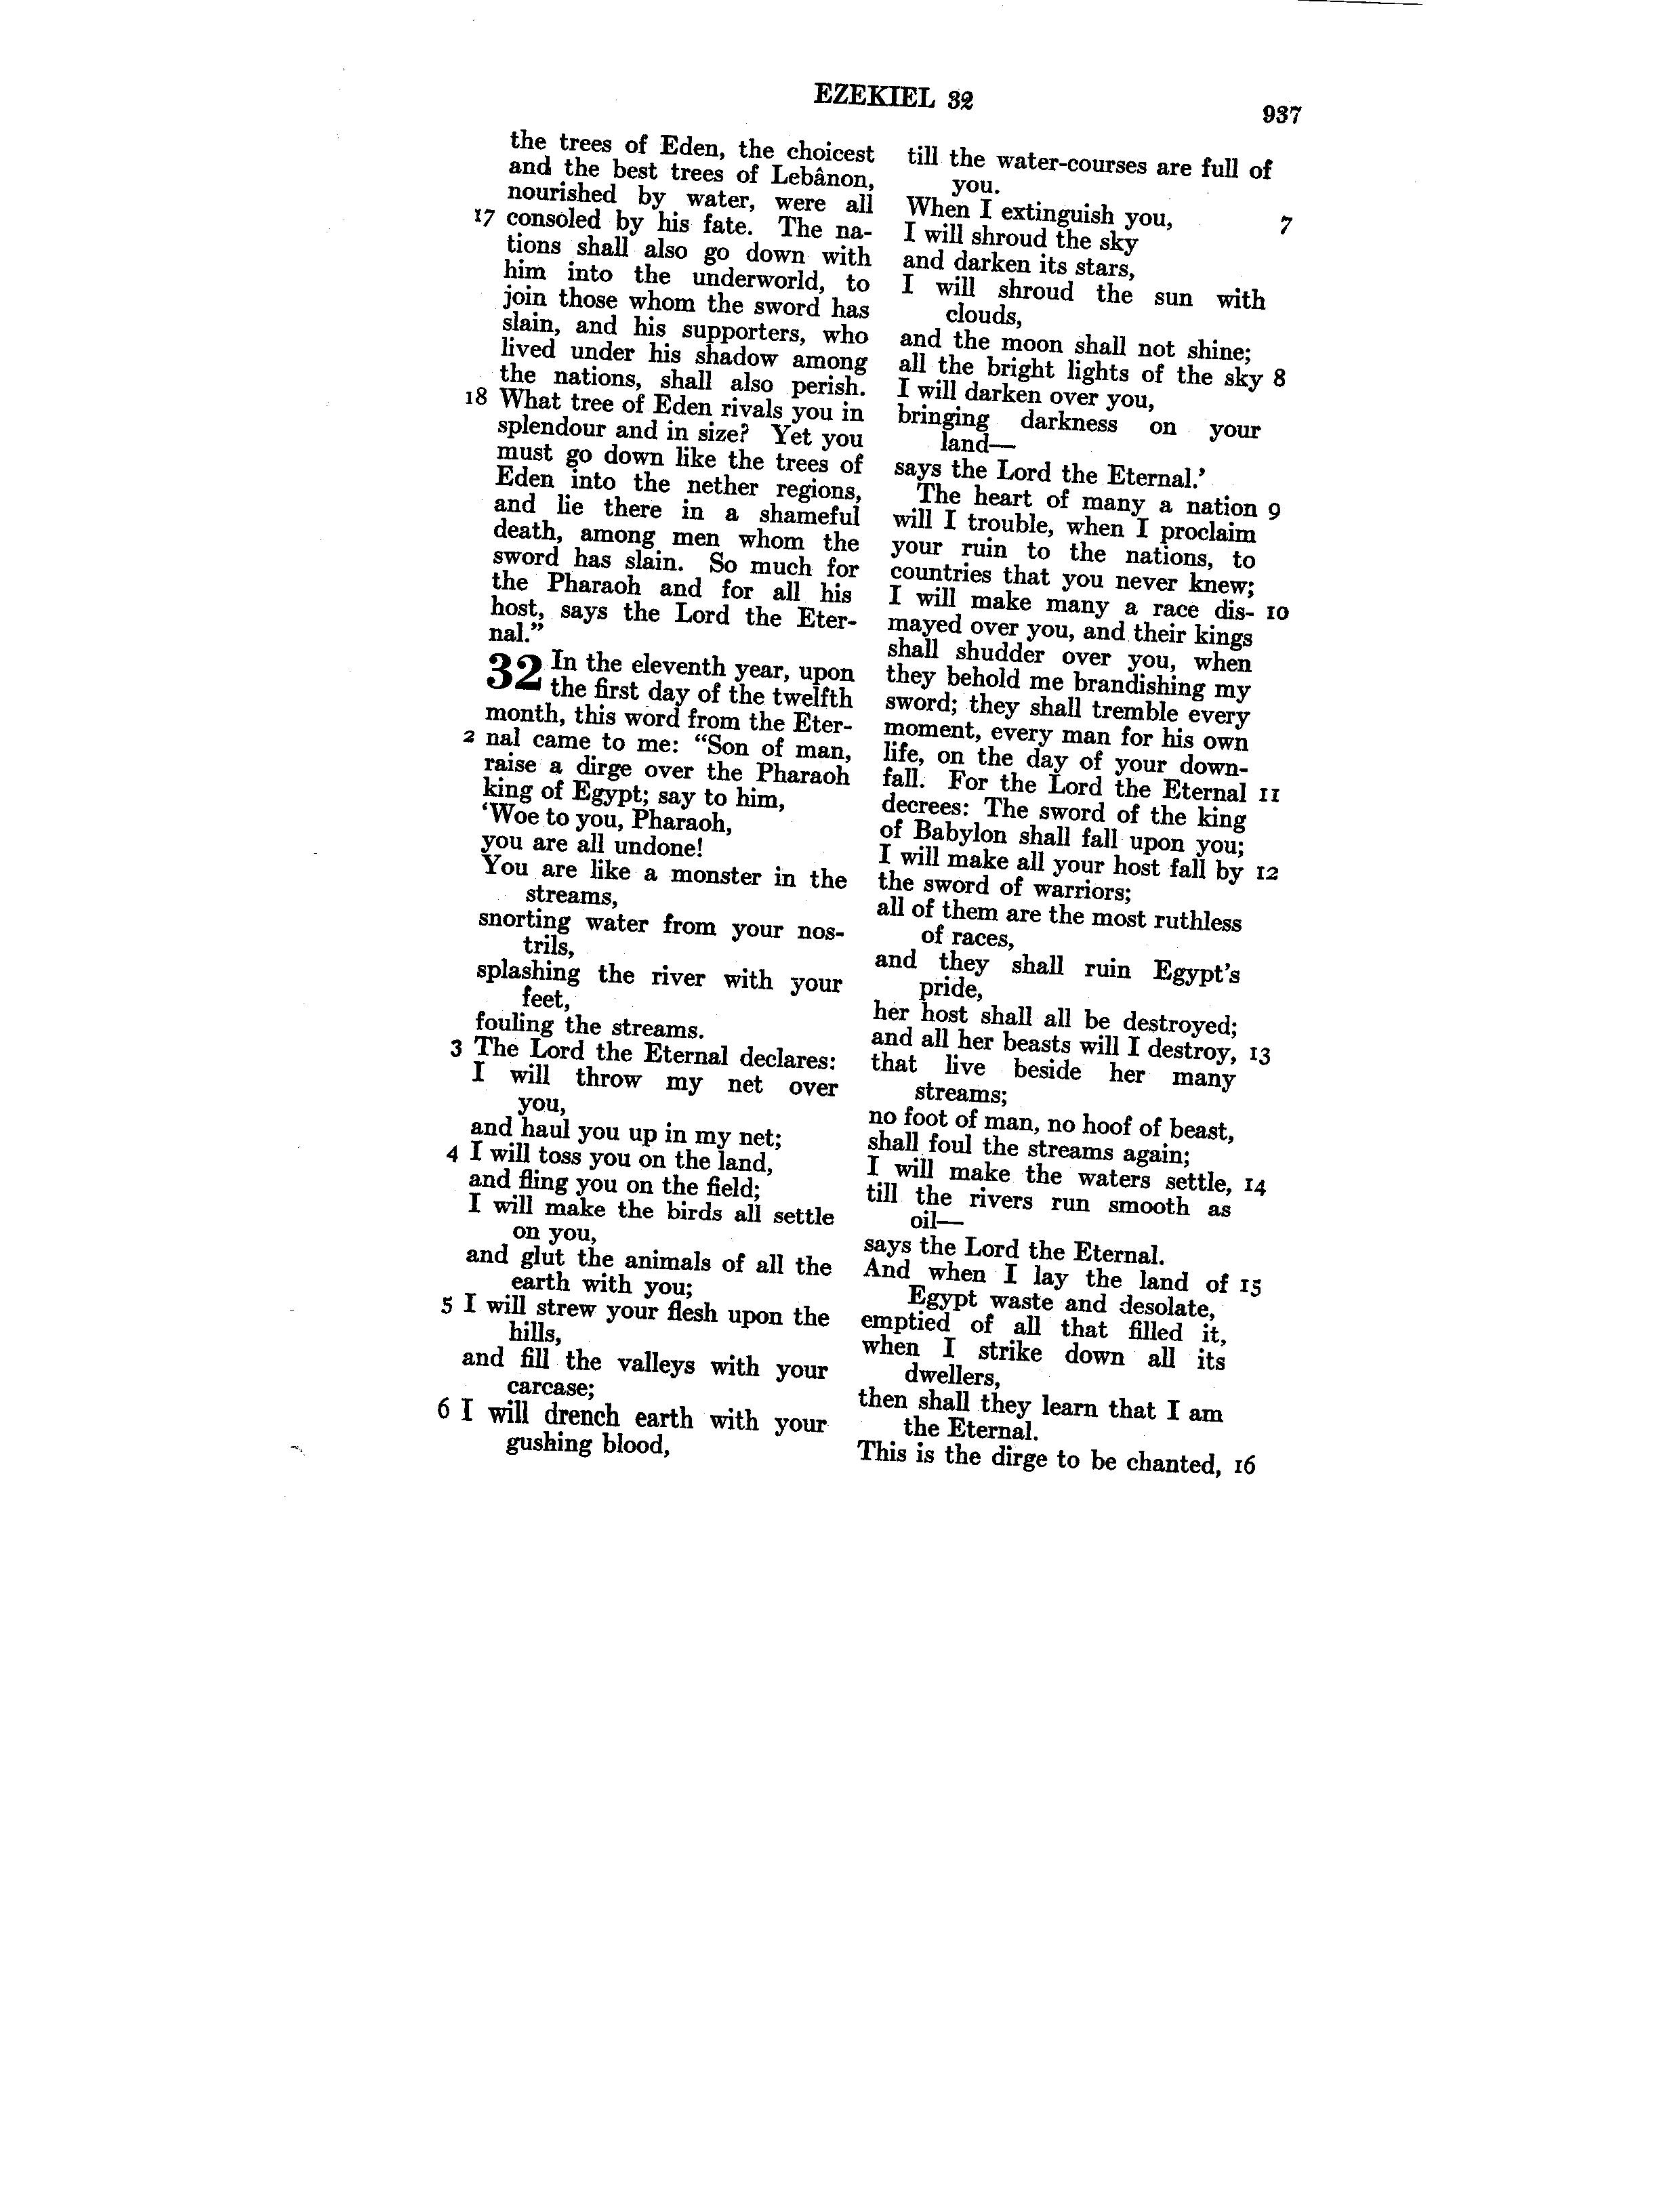 EZEKIEL 32
937
the trees of Eden, the choicest
and the best trees of Lebânon,
nourished by water, were all
17 consoled by his fate. The na-
tions shall also go down with
him into the underworld, to
join those whom the sword has
slain, and his supporters, who
lived under his shadow among
the nations, shall also perish.
18 What tree of Eden rivals you in
splendour and in size? Yet you
must go down like the trees of
Eden into the nether regions,
and lie there in a shameful
death, among men whom the
sword has slain. So much for
the Pharaoh and for all his
host, says the Lord the Eter-
nal.”
32 In the eleventh year, upon
the first day of the twelfth
month, this word from the Eter-
2 nal came to me: “Son of man,
raise a dirge over the Pharaoh
king of Egypt; say to him,
‘Woe to you, Pharaoh,
you are all undone!
You are like a monster in the
streams,
snorting water from your nos-
trils,
splashing the river with your
feet,
fouling the streams.
3 The Lord the Eternal declares:
I will throw my net over
you,
and haul you up in my net;
4 I will toss you on the land,
and fling you on the field;
I will make the birds all settle
on you,
and glut the animals of all the
earth with you;
5 I will strew your flesh upon the
hills,
and fill the valleys with your
carcase;
6 I will drench earth with your
gushing blood,
till the water-courses are full of
you.
When I extinguish you, 7
I will shroud the sky
and darken its stars,
I will shroud the sun with
clouds,
and the moon shall not shine;
all the bright lights of the sky 8
I will darken over you,
bringing darkness on your
land—
says the Lord the Eternal.’
The heart of many a nation 9
will I trouble, when I proclaim
your ruin to the nations, to
countries that you never knew;
I will make many a race dis- 10
mayed over you, and their kings
shall shudder over you, when
they behold me brandishing my
sword; they shall tremble every
moment, every man for his own
life, on the day of your down-
fall. For the Lord the Eternal 11
decrees: The sword of the king
of Babylon shall fall upon you;
I will make all your host fall by 12
the sword of warriors;
all of them are the most ruthless
of races,
and they shall ruin Egypt’s
pride,
her host shall all be destroyed;
and all her beasts will I destroy, 13
that live beside her many
streams;
no foot of man, no hoof of beast,
shall foul the streams again;
I will make the waters settle, 14
till the rivers run smooth as
oil—
says the Lord the Eternal.
And when I lay the land of 15
Egypt waste and desolate,
emptied of all that filled it,
when I strike down all its
dwellers,
then shall they learn that I am
the Eternal.
This is the dirge to be chanted, 16